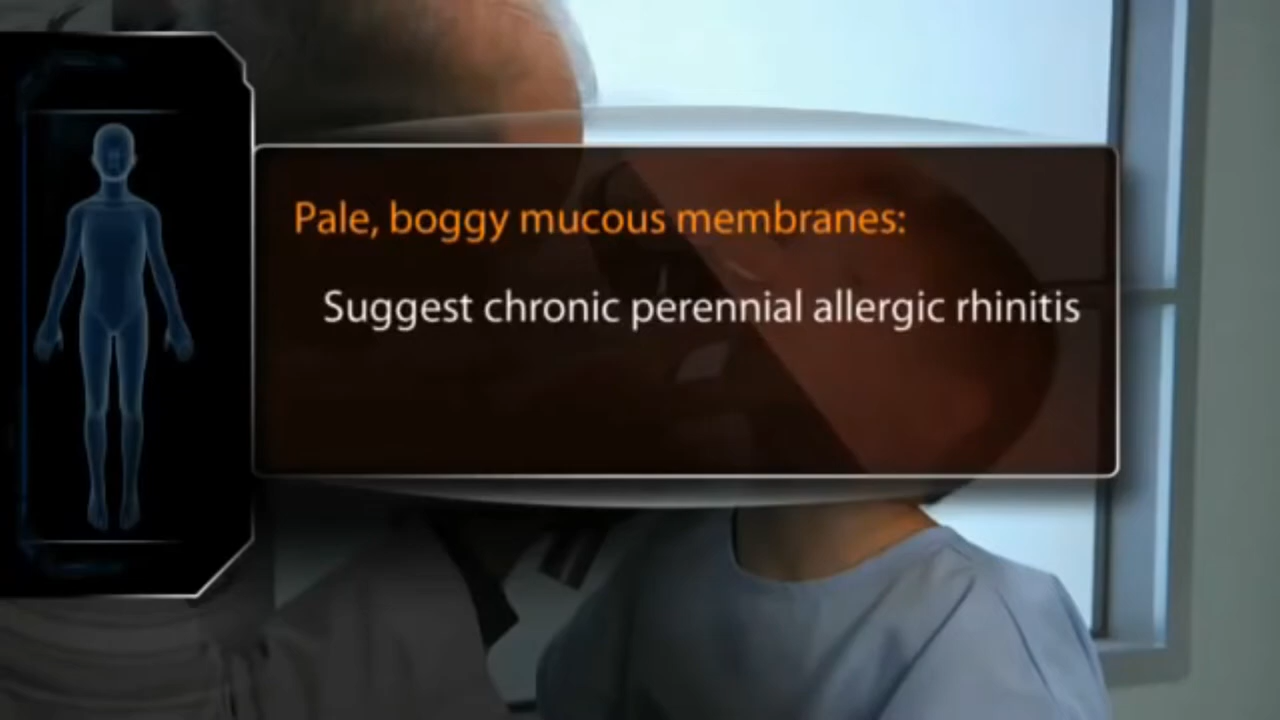 Pale, boggy mucous membranes:
Suggest chronic perennial allergic rhinitis